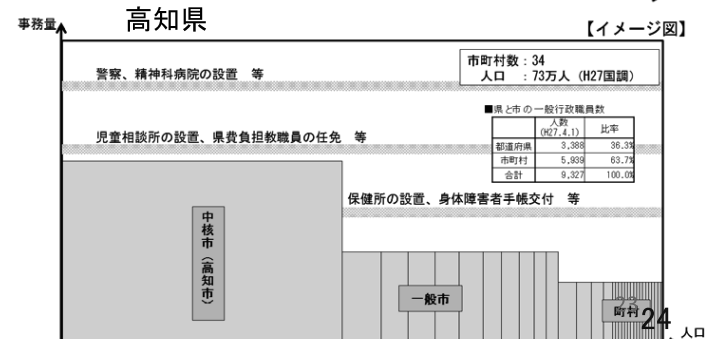 事務量
高知県
【イメージ図】
市町村数：34
人口　：73万人（H27国調）
警察、精神科病院の設置　等
■県と市の一般行政職員数
人数
(H27.4.1)
比率
都道府県 3,388 36.3%
市町村 5,939 63.7%
合計 9,327 100.0%
児童相談所の設置、県費負担教職員の任免　等
保健所の設置、身体障害者手帳交付　等
中核市（高知市）
一般市
23
町村
24
人口